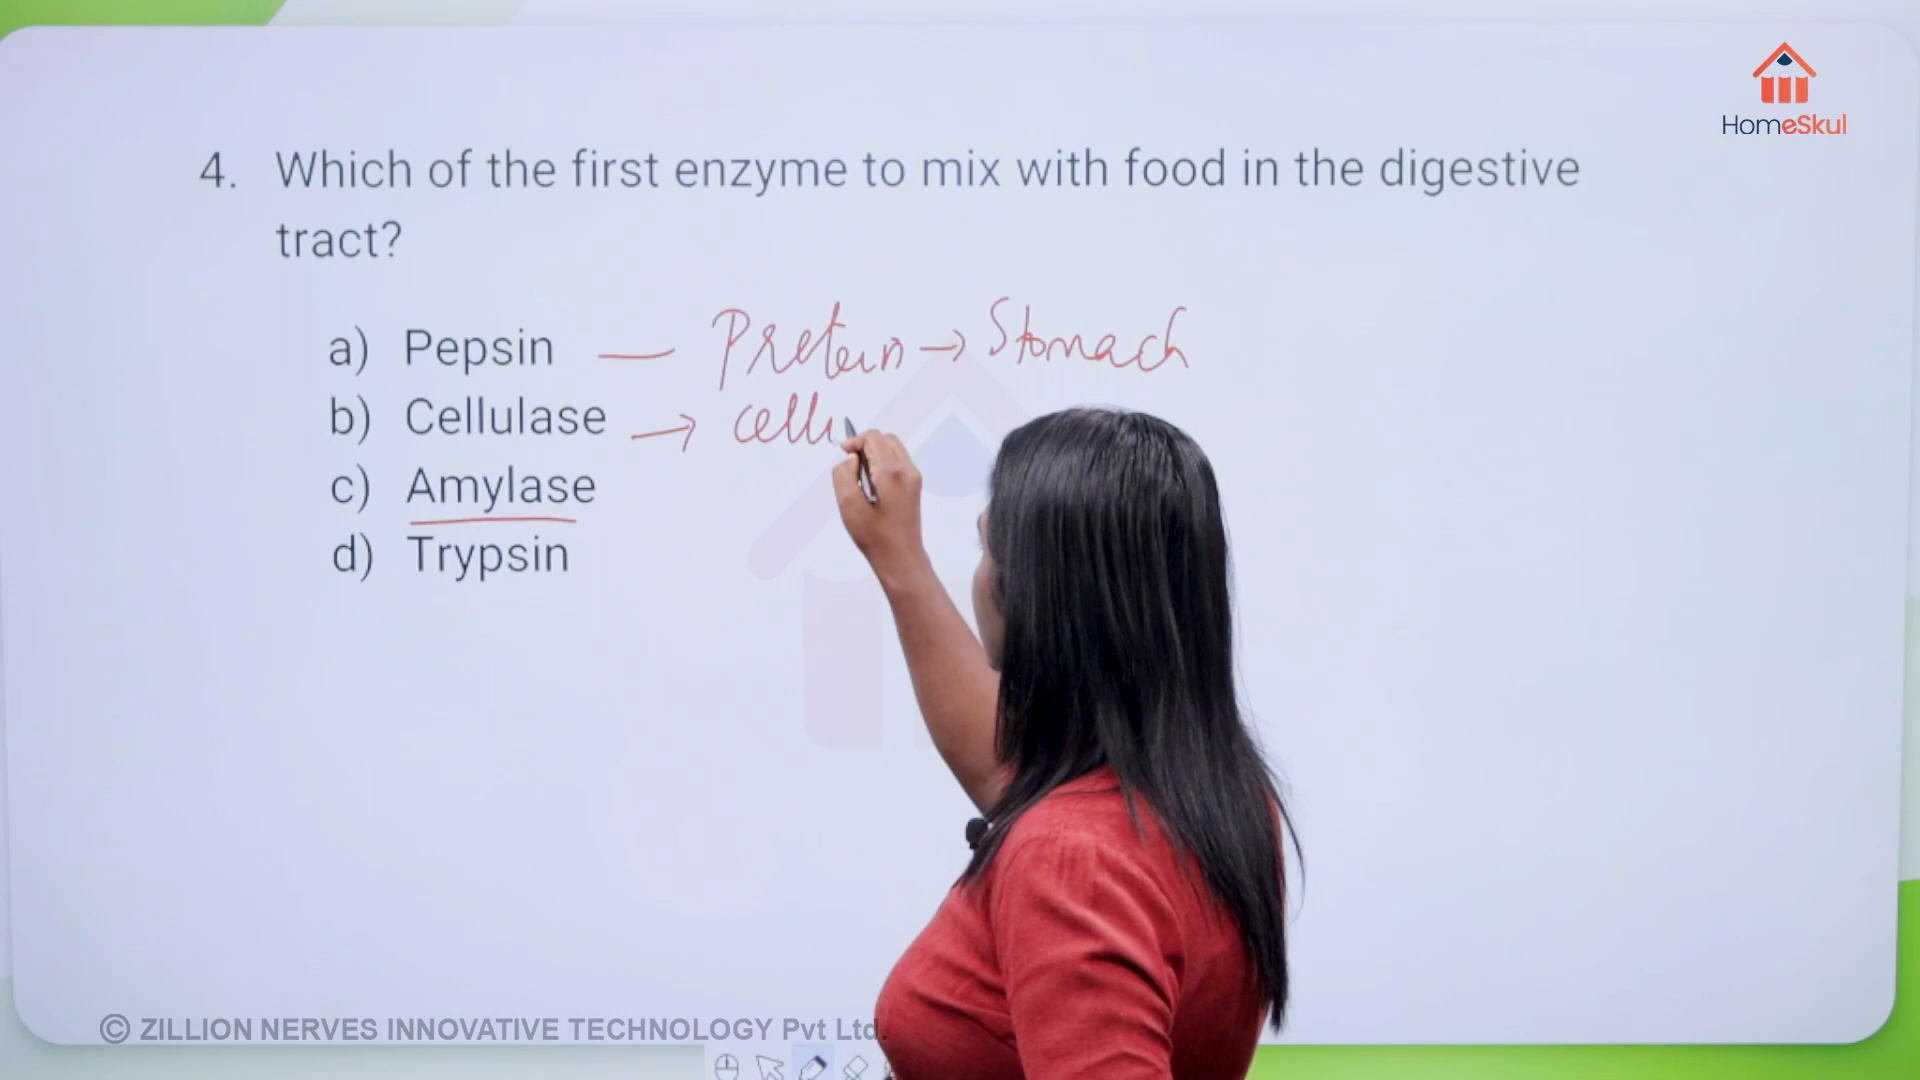 HomeSkul
4. Which of the first enzyme to mix with food in the digestive
tract?
a) Pepsin — Protein → Stomach
b) Cellulase → cellu
c) Amylase
d) Trypsin
© ZILLION NERVES INNOVATIVE TECHNOLOGY Pvt Ltd.